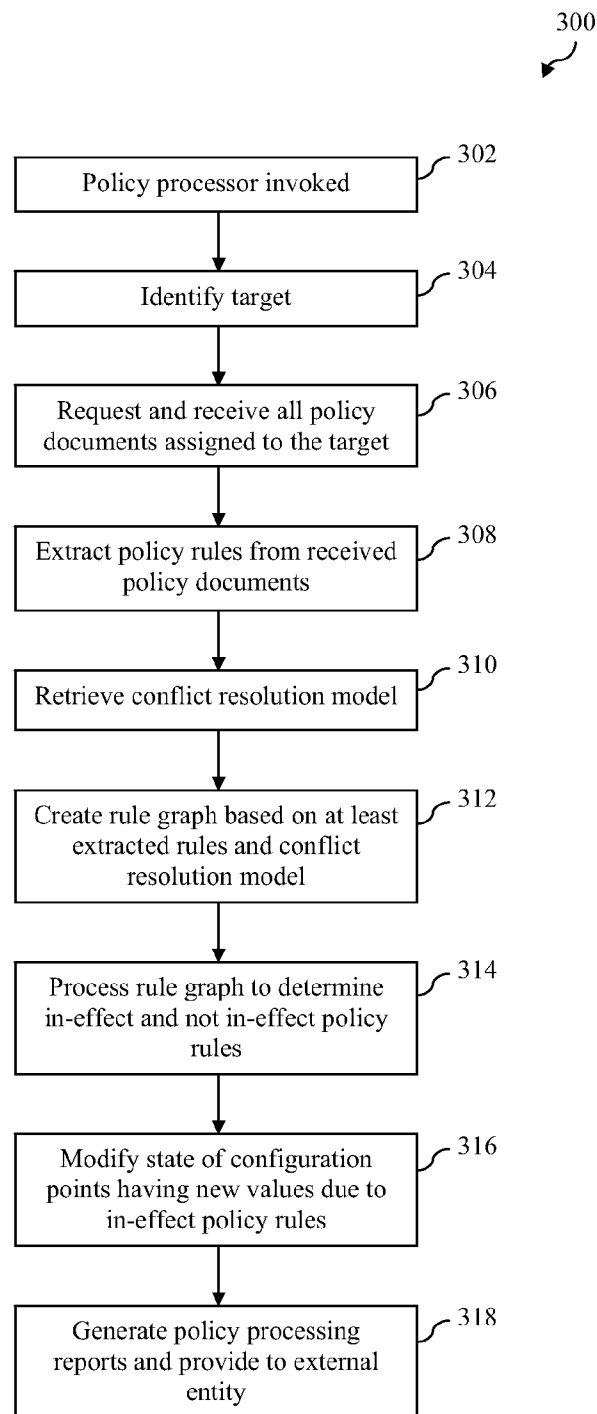 300
302
Policy processor invoked
304
Identify target
306
Request and receive all policy
documents assigned to the target
308
Extract policy rules from received
policy documents
310
Retrieve conflict resolution model
312
Create rule graph based on at least
extracted rules and conflict
resolution model
314
Process rule graph to determine
in-effect and not in-effect policy
rules
316
Modify state of configuration
points having new values due to
in-effect policy rules
318
Generate policy processing
reports and provide to external
entity